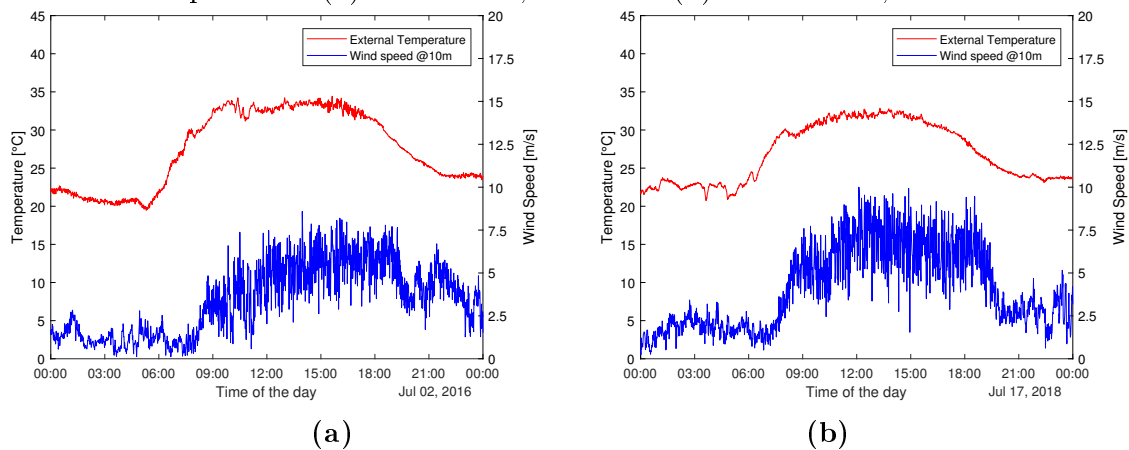 External Temperature
Wind speed @10m
Temperature [°C]
45
40
35
30
25
20
15
10
5
0
Wind Speed [m/s]
20
17.5
15
12.5
10
7.5
5
2.5
0
00:00 03:00 06:00 09:00 12:00 15:00 18:00 21:00 00:00
Time of the day
Jul 02, 2016
(a)
External Temperature
Wind speed @10m
Temperature [°C]
45
40
35
30
25
20
15
10
5
0
Wind Speed [m/s]
20
17.5
15
12.5
10
7.5
5
2.5
0
00:00 03:00 06:00 09:00 12:00 15:00 18:00 21:00 00:00
Time of the day
Jul 17, 2018
(b)